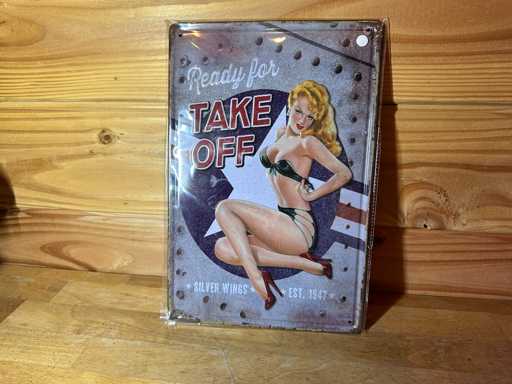 Ready for
TAKE
OFF
SILVER WINGS
EST. 1947